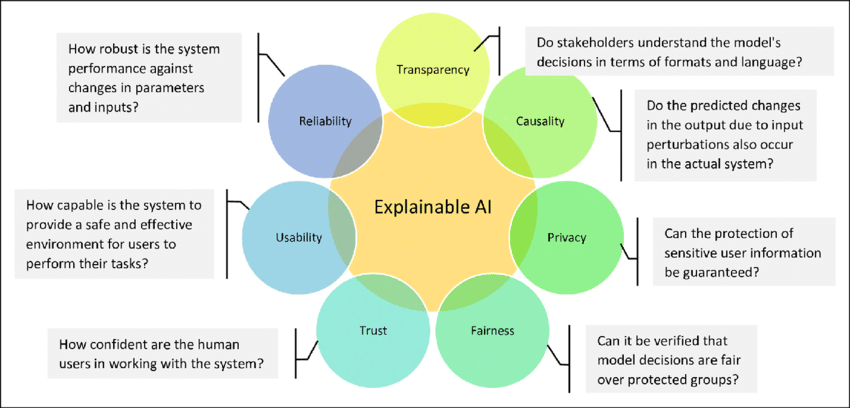 How robust is the system
performance against
changes in parameters
and inputs?
Transparency
Do stakeholders understand the model's
decisions in terms of formats and language?
Reliability
Causality
Do the predicted changes
in the output due to input
perturbations also occur
in the actual system?
How capable is the system to
provide a safe and effective
environment for users to
perform their tasks?
Usability
Explainable AI
Privacy
Can the protection of
sensitive user information
be guaranteed?
How confident are the human
users in working with the system?
Trust
Fairness
Can it be verified that
model decisions are fair
over protected groups?